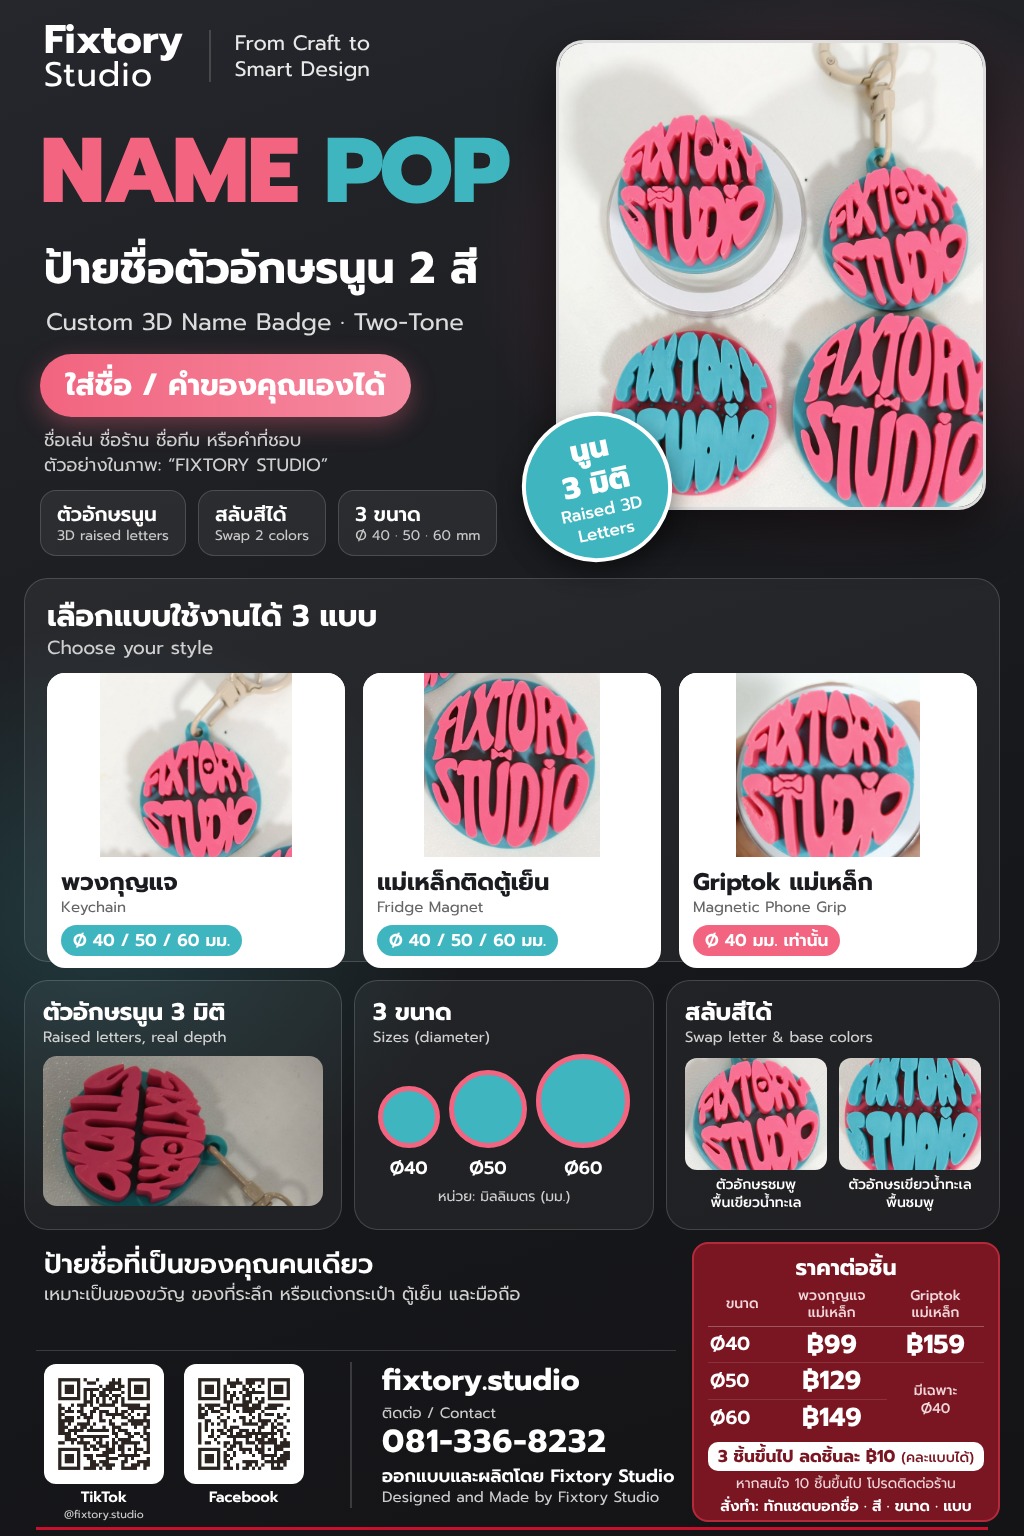 Fixtory
Studio
From Craft to
Smart Design
NAME POP
ป้ายชื่อตัวอักษรนูน 2 สี
Custom 3D Name Badge · Two-Tone
ใส่ชื่อ / คำของคุณเองได้
ชื่อเล่น ชื่อร้าน ชื่อทีม หรือคำที่ชอบ
ตัวอย่างในภาพ: “FIXTORY STUDIO”
ตัวอักษรนูน
3D raised letters
สลับสีได้
Swap 2 colors
3 ขนาด
Ø 40 · 50 · 60 mm
FIXTORY
STUDIO
FIXTORY
STUDIO
FIXTORY
STUDIO
FIXTORY
STUDIO
นูน
3 มิติ
Raised 3D
Letters
เลือกแบบใช้งานได้ 3 แบบ
Choose your style
FIXTORY
STUDIO
พวงกุญแจ
Keychain
Ø 40 / 50 / 60 มม.
FIXTORY
STUDIO
แม่เหล็กติดตู้เย็น
Fridge Magnet
Ø 40 / 50 / 60 มม.
FIXTORY
STUDIO
Griptok แม่เหล็ก
Magnetic Phone Grip
Ø 40 มม. เท่านั้น
ตัวอักษรนูน 3 มิติ
Raised letters, real depth
FIXTORY
STUDIO
3 ขนาด
Sizes (diameter)
Ø40
Ø50
Ø60
หน่วย: มิลลิเมตร (มม.)
สลับสีได้
Swap letter & base colors
FIXTORY
STUDIO
ตัวอักษรชมพู
พื้นเขียวน้ำทะเล
FIXTORY
STUDIO
ตัวอักษรเขียวน้ำทะเล
พื้นชมพู
ป้ายชื่อที่เป็นของคุณคนเดียว
เหมาะเป็นของขวัญ ของที่ระลึก หรือแต่งกระเป๋า ตู้เย็น และมือถือ
TikTok
@fixtory.studio
Facebook
fixtory.studio
ติดต่อ / Contact
081-336-8232
ออกแบบและผลิตโดย Fixtory Studio
Designed and Made by Fixtory Studio
ราคาต่อชิ้น
ขนาด
พวงกุญแจ
แม่เหล็ก
Griptok
แม่เหล็ก
Ø40 ฿99 ฿159
Ø50 ฿129
มีเฉพาะ
Ø40
Ø60 ฿149
3 ชิ้นขึ้นไป ลดชิ้นละ ฿10 (คละแบบได้)
หากสนใจ 10 ชิ้นขึ้นไป โปรดติดต่อร้าน
สั่งทำ: ทักแชตบอกชื่อ · สี · ขนาด · แบบ